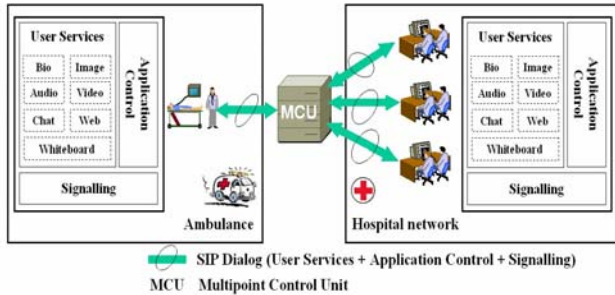 User Services
Bio Image
Audio Video
Chat Web
Whiteboard
Application Control
Signalling
Ambulance
MCU
User Services
Bio Image
Audio Video
Chat Web
Whiteboard
Application Control
Signalling
Hospital network
SIP Dialog (User Services + Application Control + Signalling)
MCU Multipoint Control Unit